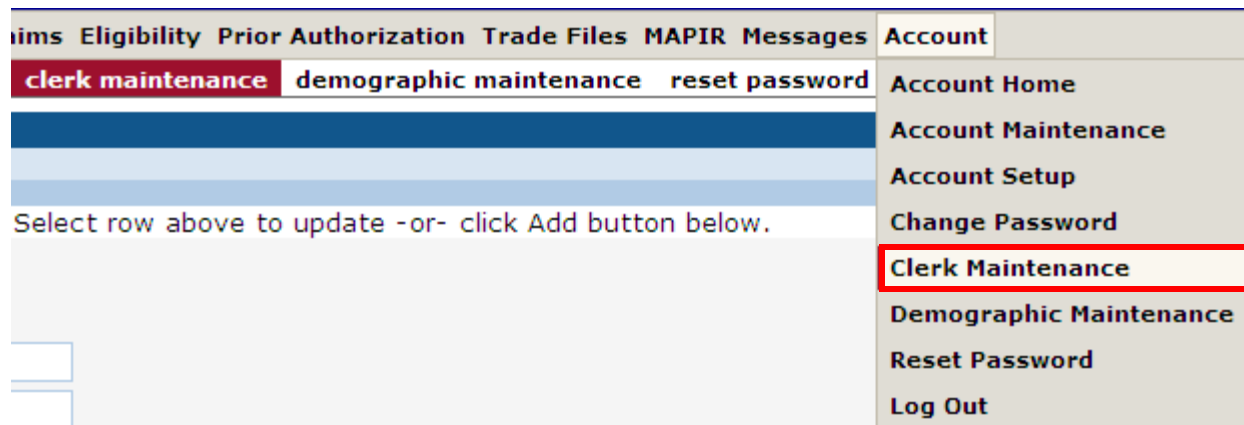 Eligibility Prior Authorization Trade Files MAPIR Messages Account
clerk maintenance demographic maintenance reset password
Account Home
Account Maintenance
Account Setup
Select row above to update -or- click Add button below.
Change Password
Clerk Maintenance
Demographic Maintenance
Reset Password
Log Out